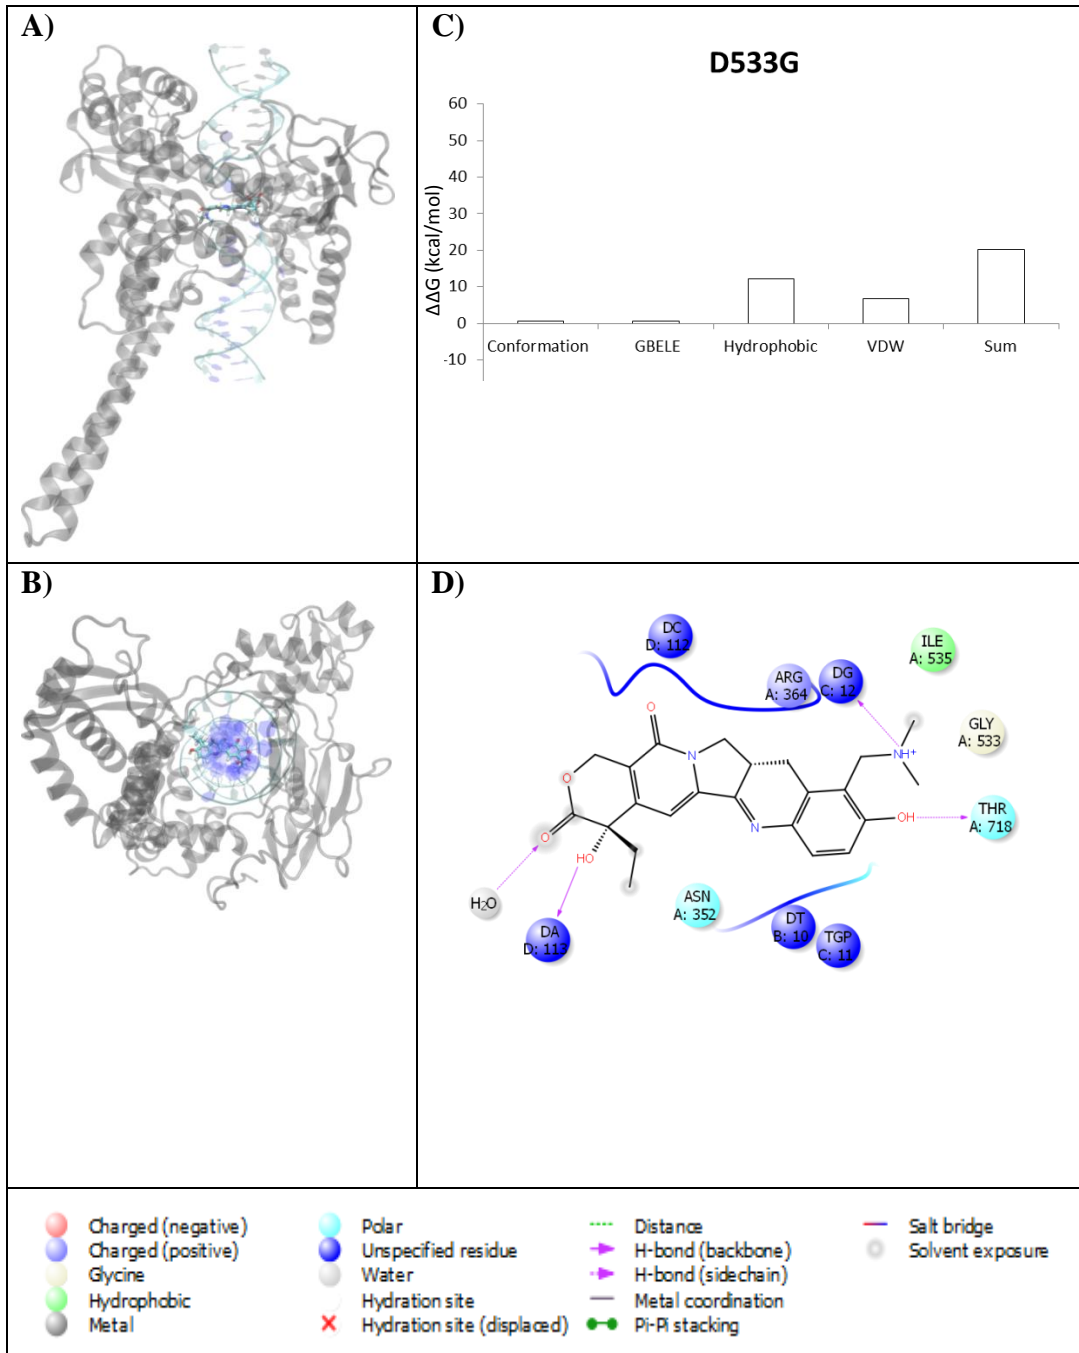 A)
C)
D533G
ΔΔG (kcal/mol)
60
50
40
30
20
10
0
-10
Conformation GBELE Hydrophobic VDW Sum
B)
D)
DC
D: 112
ILE
A: 535
ARG
A: 364
DG
C: 12
GLY
A: 533
O
N
NH+
O
O
N
OH
THR
A: 718
HO
H2O
ASN
A: 352
DA
D: 113
DT
B: 10
TGP
C: 11
Charged (negative) Polar Distance Salt bridge
Charged (positive) Unspecified residue H-bond (backbone) Solvent exposure
Glycine Water H-bond (sidechain)
Hydrophobic Hydration site Metal coordination
Metal Hydration site (displaced) Pi-Pi stacking